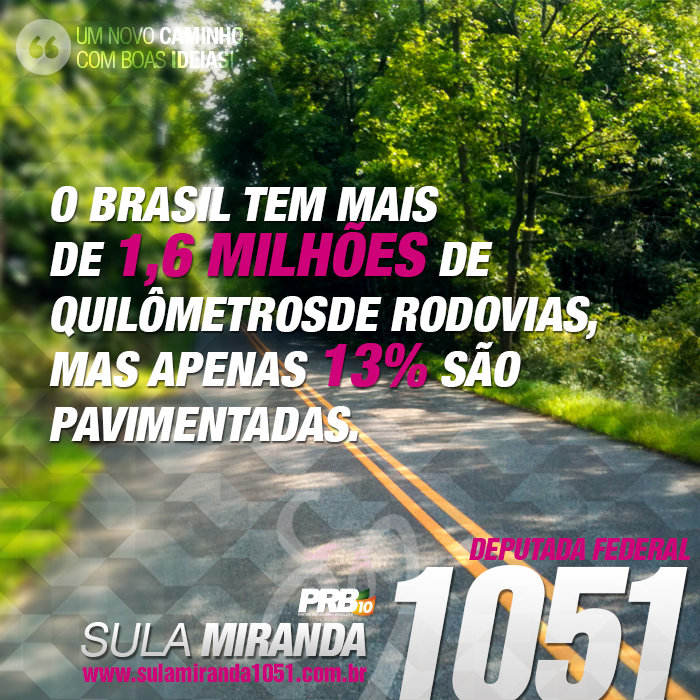 UM NOVO CAMINHO
COM BOAS IDEIAS!
O BRASIL TEM MAIS
DE 1,6 MILHÕES DE
QUILÔMETROSDE RODOVIAS,
MAS APENAS 13% SÃO
PAVIMENTADAS.
DEPUTADA FEDERAL
PRB10
SULA MIRANDA
1051
www.sulamiranda1051.com.br